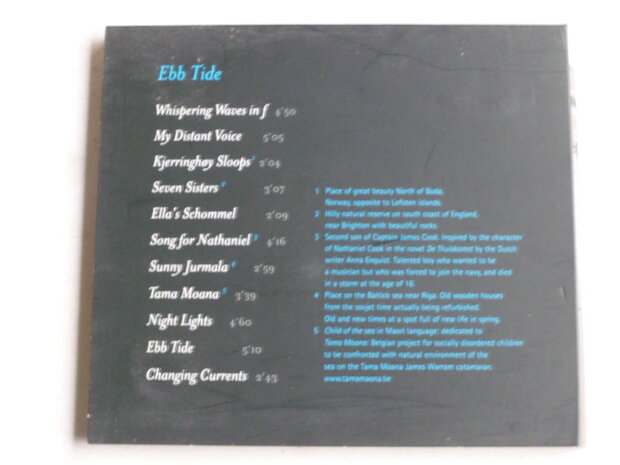 Ebb Tide
Whispering Waves in f 4'50
My Distant Voice 5'05
Kjerringhøy Sloops 1 2'04
Seven Sisters 2 3'07
Ella's Schommel 2'09
Song for Nathaniel 3 4'16
Sunny Jurmala 4 2'59
Tama Moana 5 3'39
Night Lights 4'60
Ebb Tide 5'10
Changing Currents 2'43
1 Place of great beauty North of Bodø,
Norway, opposite to Lofoten islands.
2 Hilly natural reserve on south coast of England,
near Brighton with beautiful rocks.
3 Second son of Captain James Cook. Inspired by the character
of Nathaniel Cook in the novel De Thuiskomst by the Dutch
writer Anna Enquist. Talented boy who wanted to be
a musician but who was forced to join the navy, and died
in a storm at the age of 16.
4 Place on the Baltick sea near Riga. Old wooden houses
from the sovjet time actually being refurbished.
Old and new times at a spot full of new life in spring.
5 Child of the sea in Maori language: dedicated to
Tama Moana: Belgian project for socially disordered children
to be confronted with natural environment of the
sea on the Tama Moana James Warram catamaran.
www.tamamoana.be